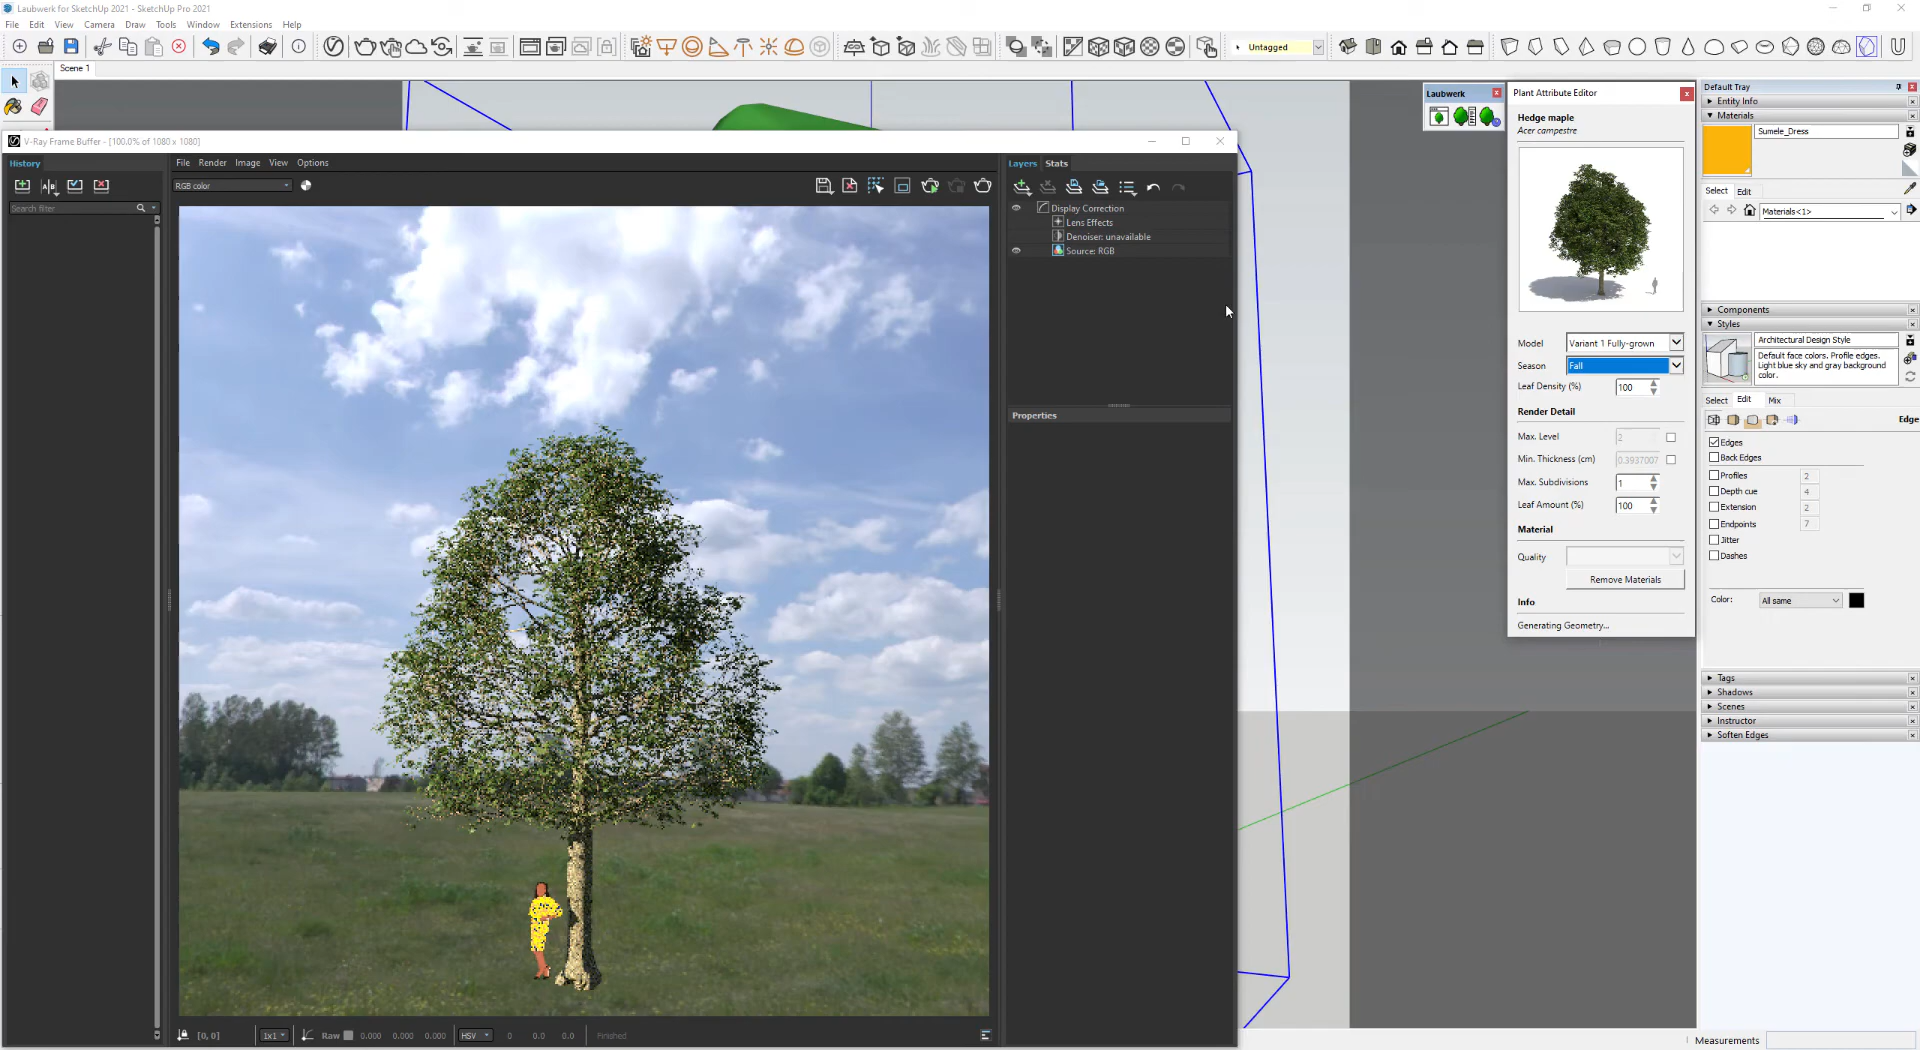 Laubwerk for SketchUp 2021 - SketchUp Pro 2021
File Edit View Camera Draw Tools Window Extensions Help
Untagged
Scene 1
V-Ray Frame Buffer - [100.0% of 1080 x 1080]
History
File Render Image View Options
RGB color
Search filter
Layers Stats
Display Correction
Lens Effects
Denoiser: unavailable
Source: RGB
Properties
[0, 0] 1x1 Raw 0.000 0.000 0.000 HSV 0 0.0 0.0 Finished
Laubwerk
Plant Attribute Editor
Hedge maple
Acer campestre
Model Variant 1 Fully-grown
Season Fall
Leaf Density (%) 100
Render Detail
Max. Level 2
Min. Thickness (cm) 0.3937007
Max. Subdivisions 1
Leaf Amount (%) 100
Material
Quality
Remove Materials
Info
Generating Geometry...
Default Tray
Entity Info
Materials
Sumele_Dress
Select Edit
Materials<1>
Components
Styles
Architectural Design Style
Default face colors. Profile edges.
Light blue sky and gray background
color.
Select Edit Mix
Edge
Edges
Back Edges
Profiles 2
Depth cue 4
Extension 2
Endpoints 7
Jitter
Dashes
Color: All same
Tags
Shadows
Scenes
Instructor
Soften Edges
Measurements